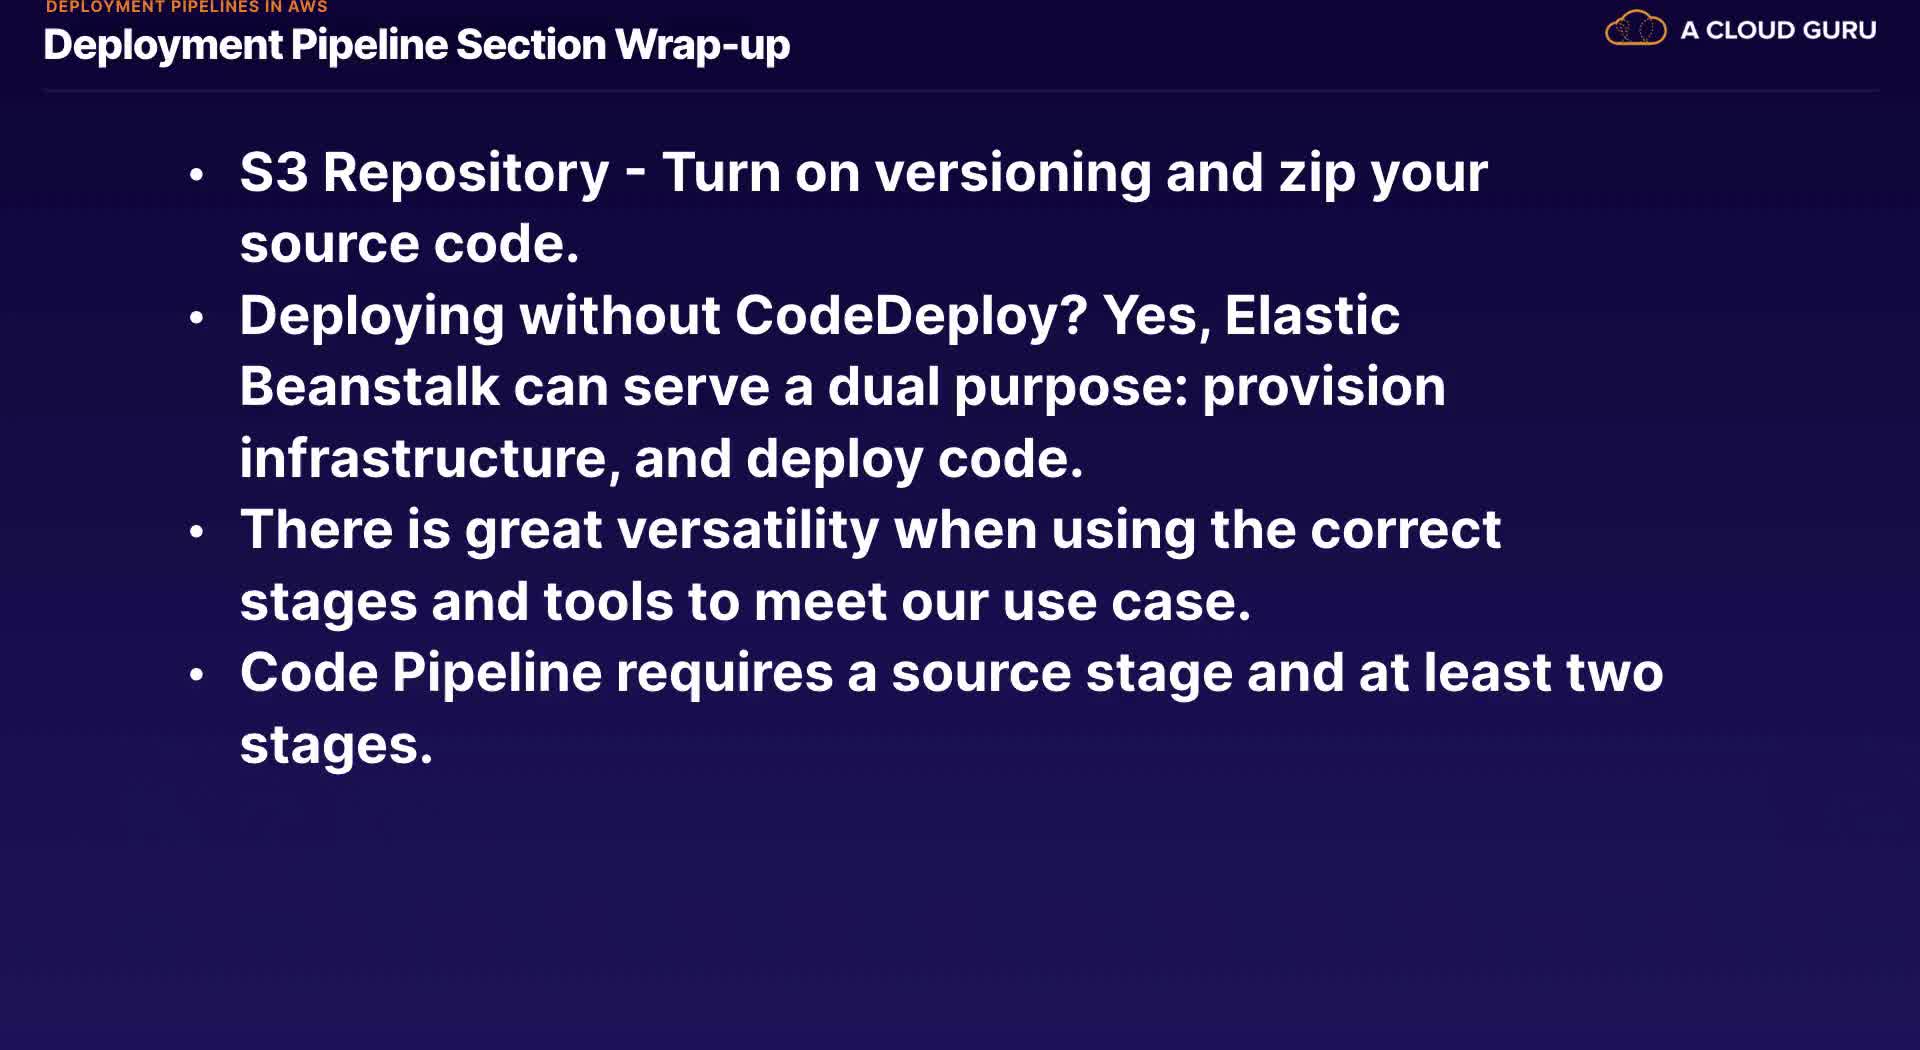 DEPLOYMENT PIPELINES IN AWS
Deployment Pipeline Section Wrap-up
A CLOUD GURU
• S3 Repository - Turn on versioning and zip your
source code.
• Deploying without CodeDeploy? Yes, Elastic
Beanstalk can serve a dual purpose: provision
infrastructure, and deploy code.
• There is great versatility when using the correct
stages and tools to meet our use case.
• Code Pipeline requires a source stage and at least two
stages.